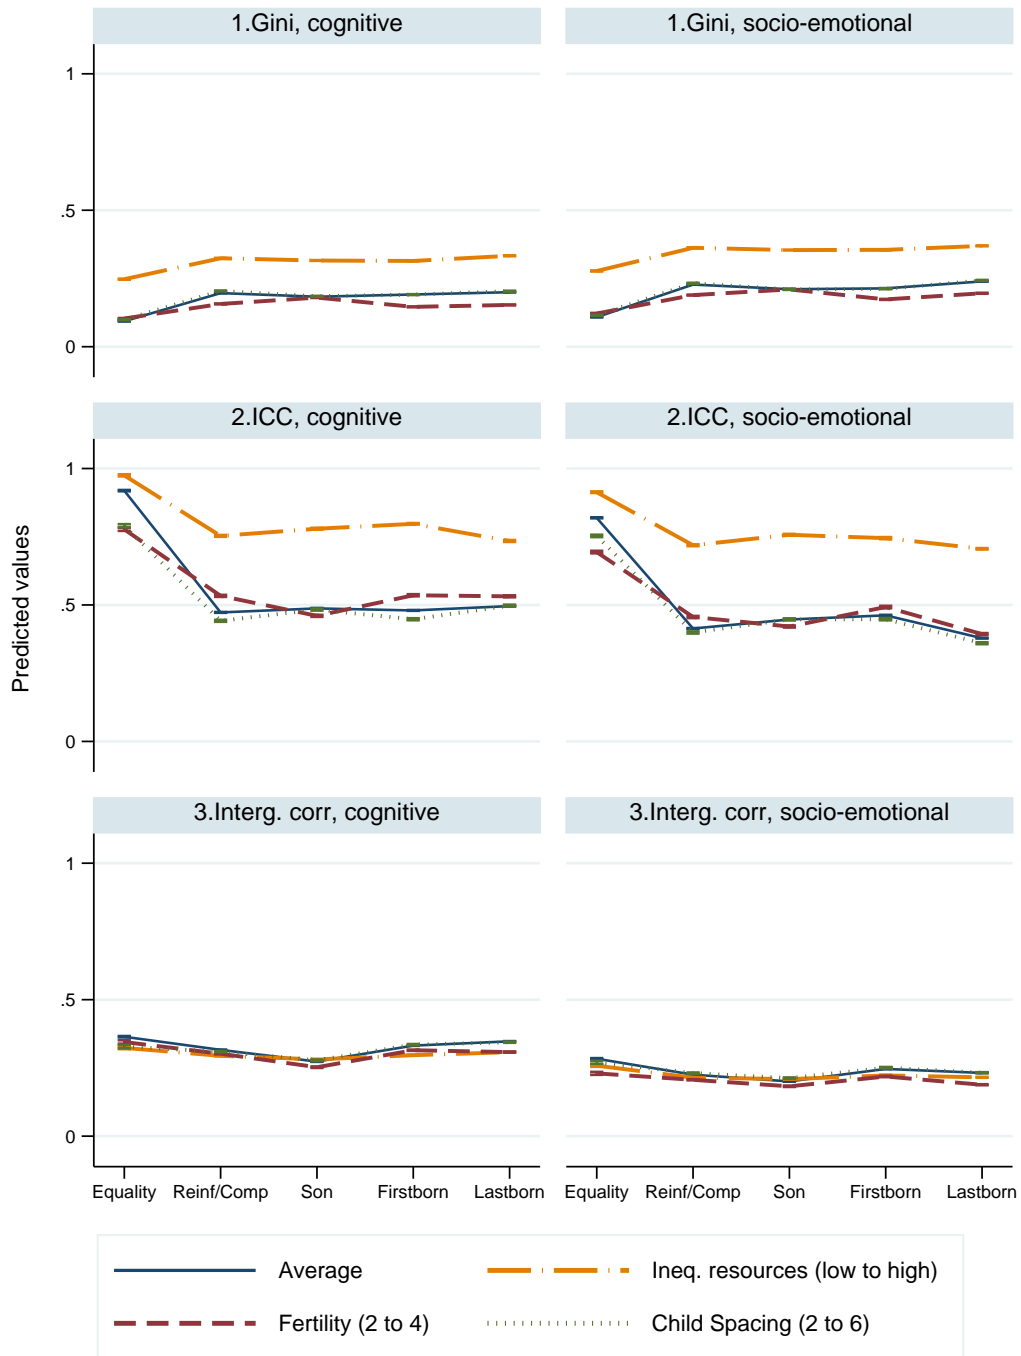 1.Gini, cognitive
1.Gini, socio-emotional
1
.5
0
2.ICC, cognitive
2.ICC, socio-emotional
1
.5
0
Predicted values
3.Interg. corr, cognitive
3.Interg. corr, socio-emotional
1
.5
0
Equality Reinf/Comp Son Firstborn Lastborn
Equality Reinf/Comp Son Firstborn Lastborn
Average
Ineq. resources (low to high)
Fertility (2 to 4)
Child Spacing (2 to 6)